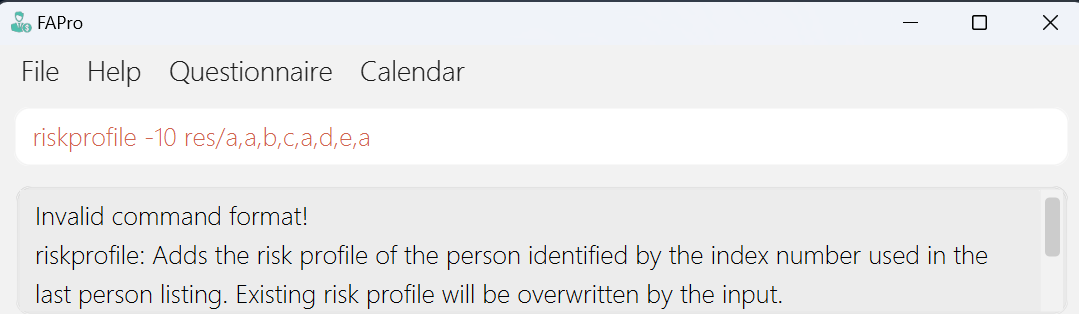 FAPro
File Help Questionnaire Calendar
riskprofile -10 res/a,a,b,c,a,d,e,a
Invalid command format!
riskprofile: Adds the risk profile of the person identified by the index number used in the
last person listing. Existing risk profile will be overwritten by the input.